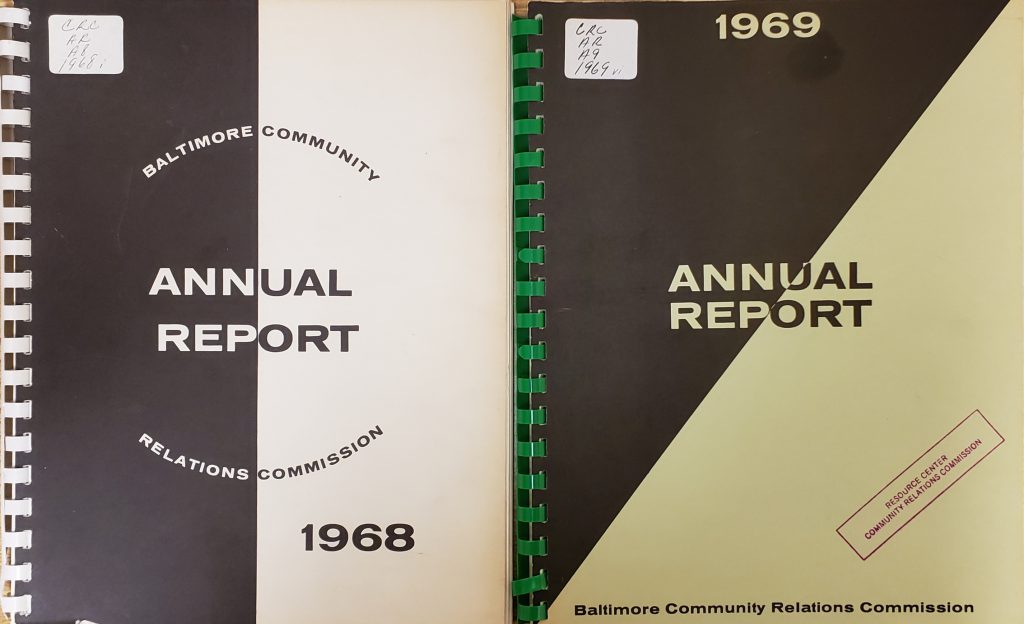 CRC
AR
A8
1968
BALTIMORE COMMUNITY
ANNUAL
REPORT
RELATIONS COMMISSION
1968
CRC
AR
A9
1969
1969
ANNUAL
REPORT
RESOURCE CENTER
COMMUNITY RELATIONS COMMISSION
Baltimore Community Relations Commission